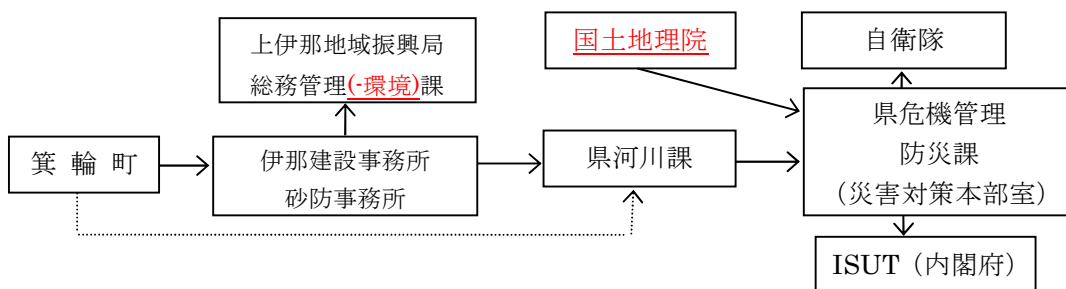 上伊那地域振興局
総務管理(-環境)課
国土地理院
自衛隊
箕 輪 町
伊那建設事務所
砂防事務所
県河川課
県危機管理
防災課
(災害対策本部室)
ISUT(内閣府)